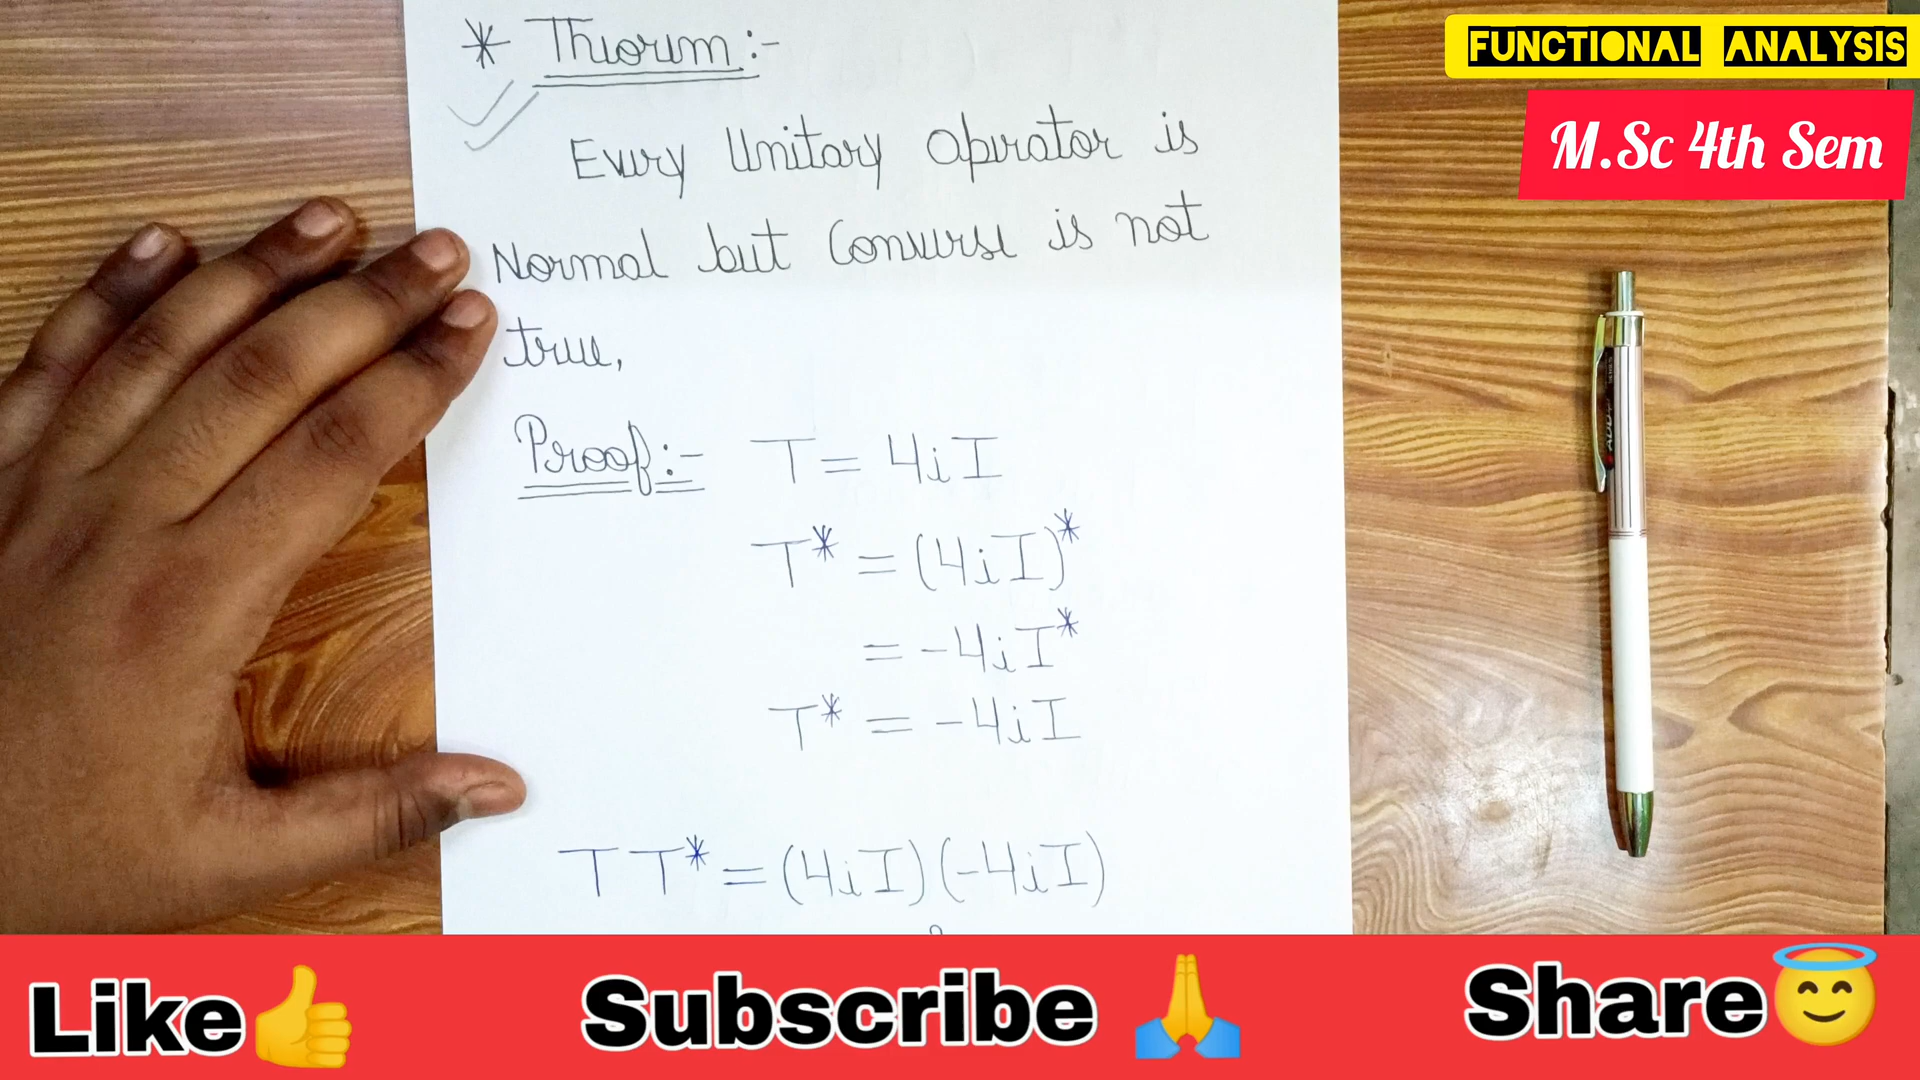 * Theorem :-
Every Unitary Operator is
Normal but Converse is not
true,
Proof :- T = 4iI
T* = (4iI)*
= -4iI*
T* = -4iI
TT* = (4iI)(-4iI)
FUNCTIONAL ANALYSIS
M.Sc 4th Sem
Like👍 Subscribe 🙏 Share😇